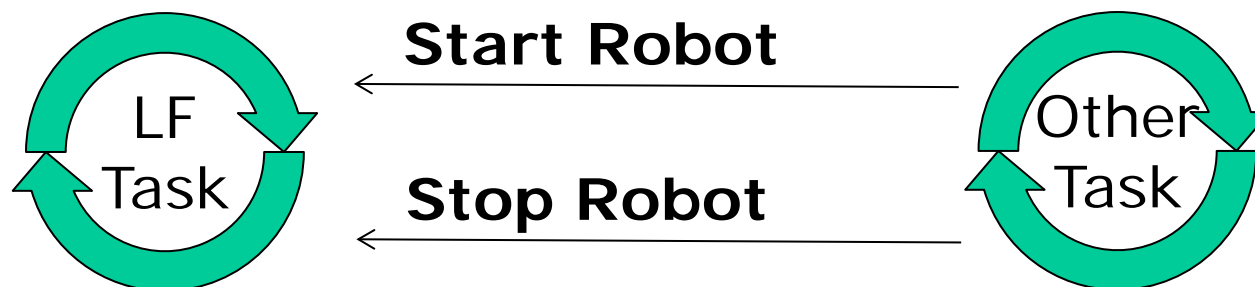 Start Robot
LF
Task
Other
Task
Stop Robot